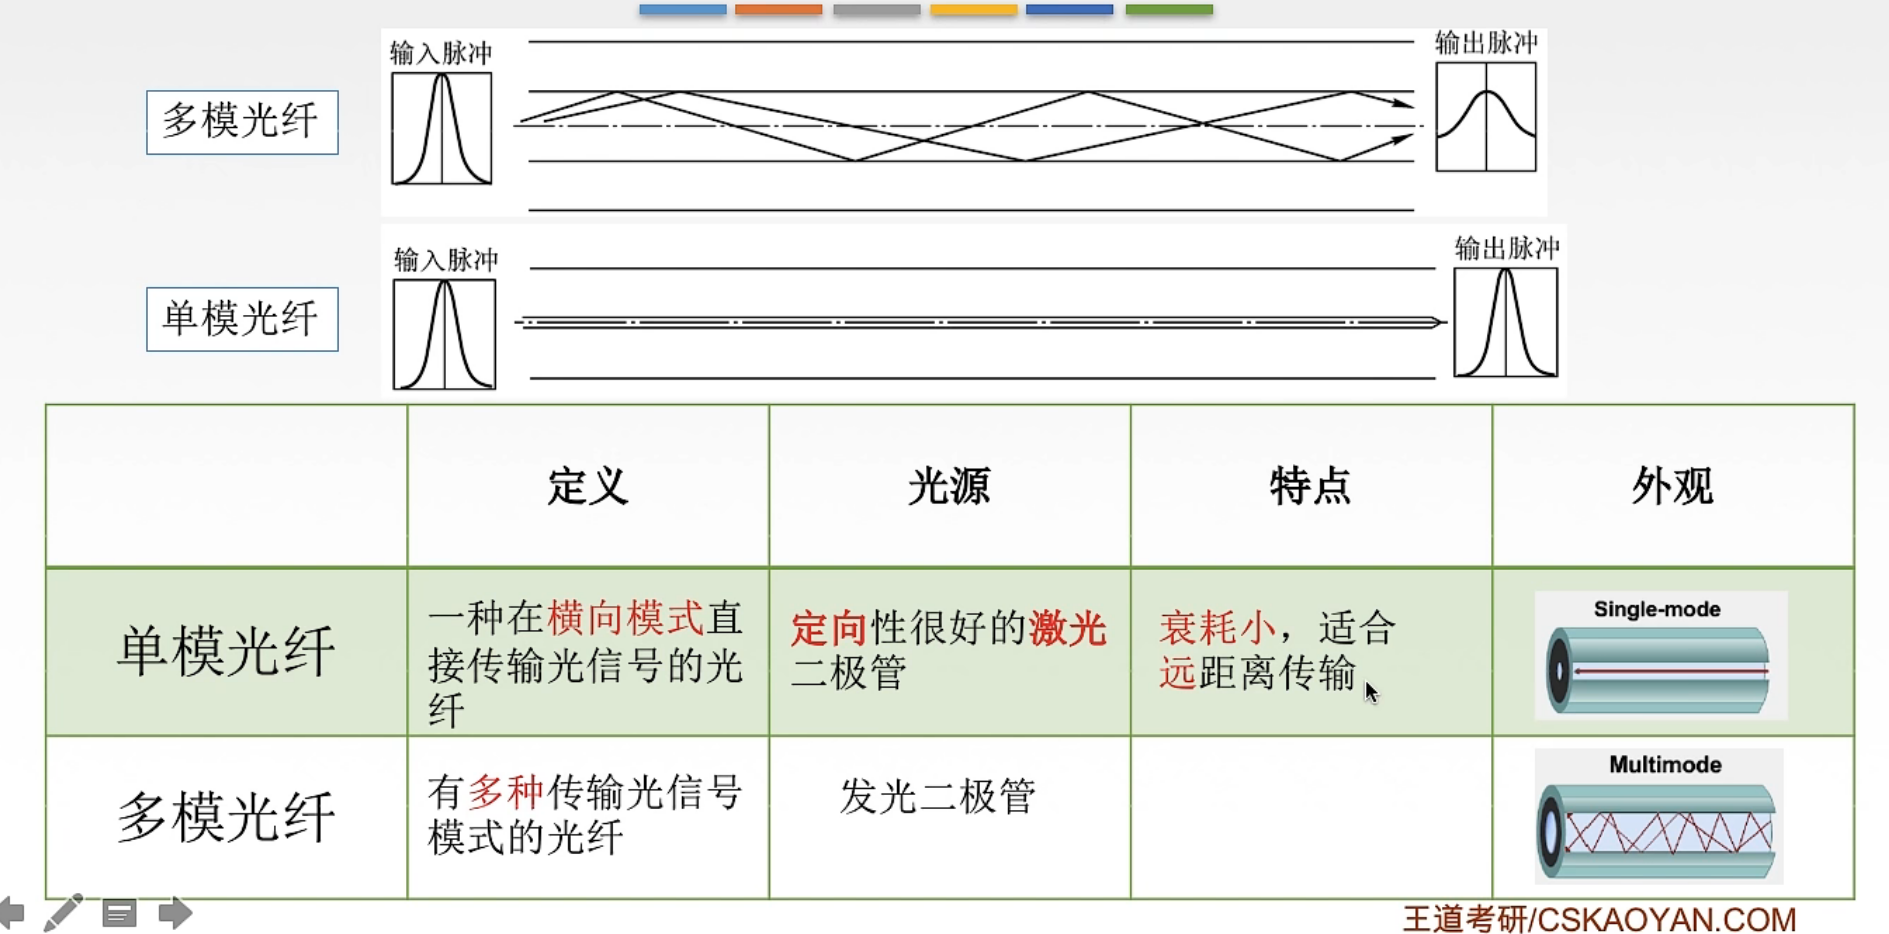 输入脉冲
输出脉冲
多模光纤
输入脉冲
输出脉冲
单模光纤
定义
光源
特点
外观
单模光纤
一种在横向模式直
接传输光信号的光
纤
定向性很好的激光
二极管
衰耗小，适合
远距离传输
Single-mode
多模光纤
有多种传输光信号
模式的光纤
发光二极管
Multimode
王道考研/CSKAOYAN.COM